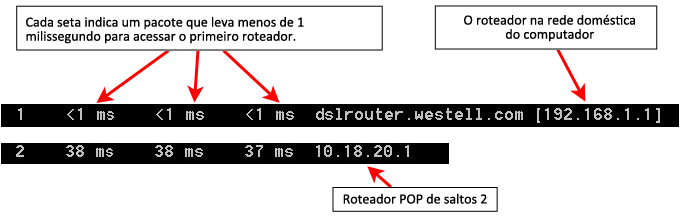 Cada seta indica um pacote que leva menos de 1
milissegundo para acessar o primeiro roteador.
O roteador na rede doméstica
do computador
1 <1 ms <1 ms <1 ms dslrouter.westell.com [192.168.1.1]
2 38 ms 38 ms 37 ms 10.18.20.1
Roteador POP de saltos 2